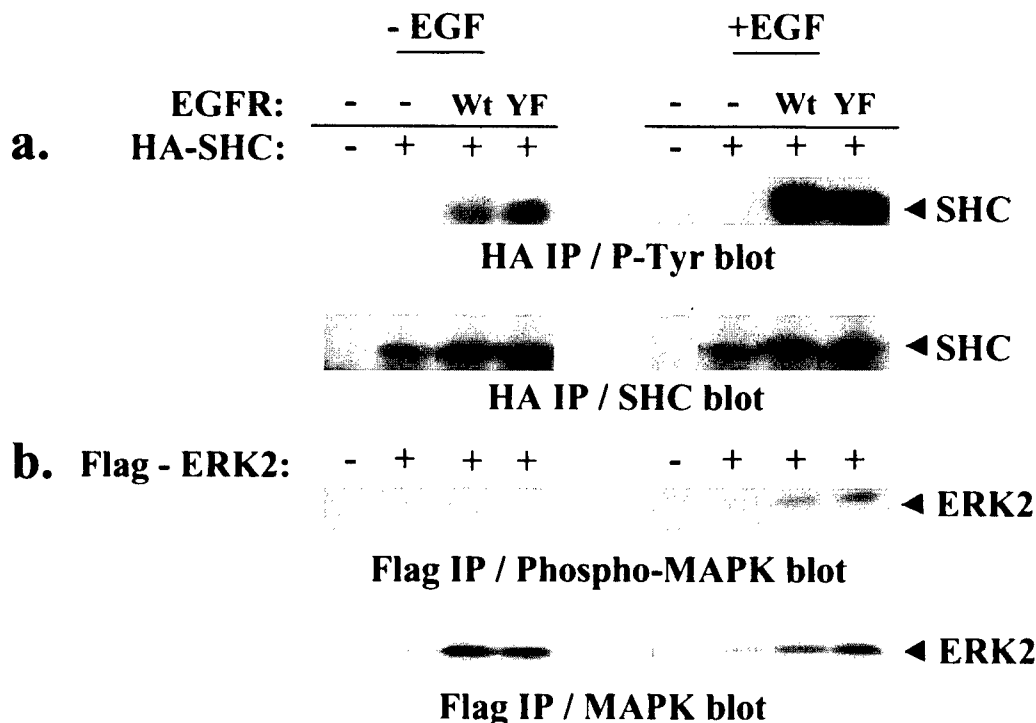 - EGF +EGF
EGFR: - - Wt YF - - Wt YF
a. HA-SHC: - + + + - + + +
SHC
HA IP / P-Tyr blot
SHC
HA IP / SHC blot
b. Flag - ERK2: - + + + - + + +
ERK2
Flag IP / Phospho-MAPK blot
ERK2
Flag IP / MAPK blot